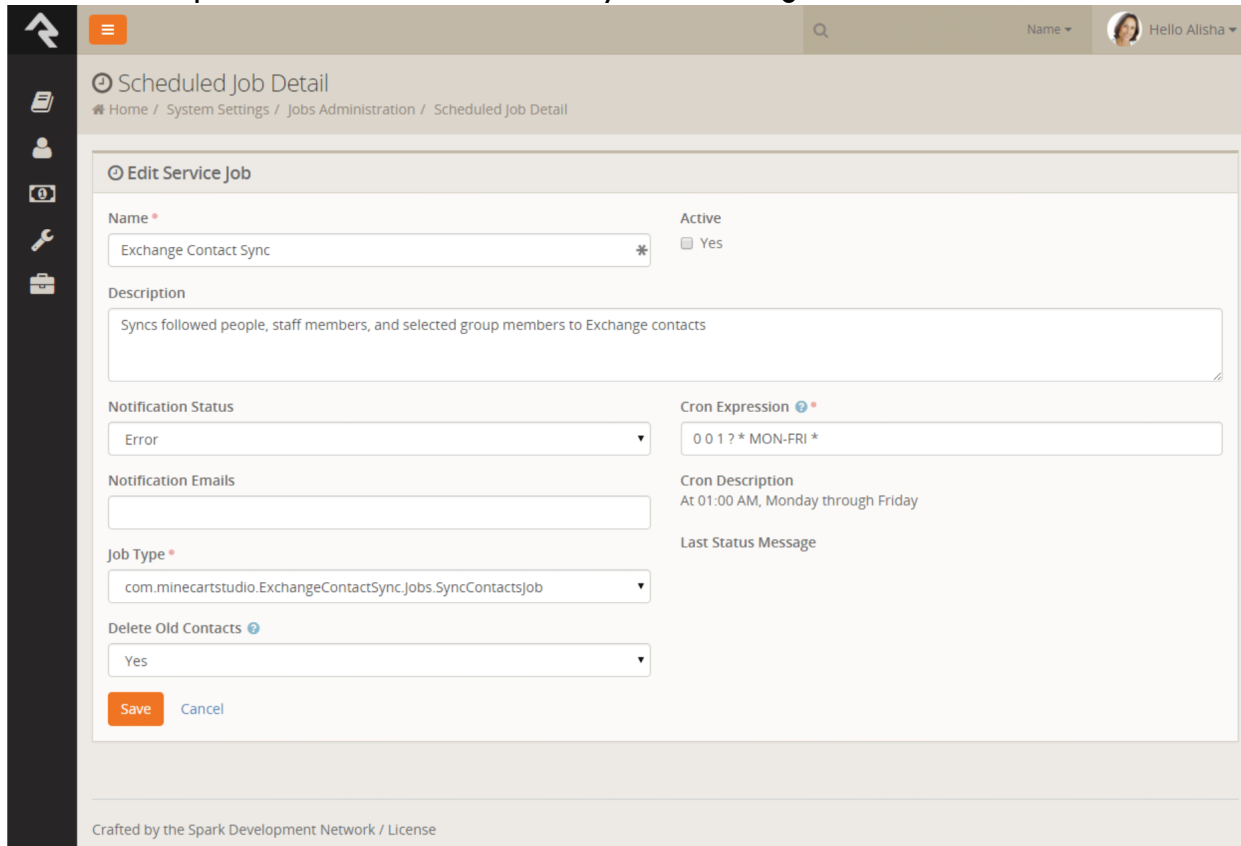 Name
Hello Alisha
Scheduled Job Detail
Home / System Settings / Jobs Administration / Scheduled Job Detail
Edit Service Job
Name
Exchange Contact Sync
Active
Yes
Description
Syncs followed people, staff members, and selected group members to Exchange contacts
Notification Status
Error
Cron Expression
0 0 1 ? * MON-FRI *
Notification Emails
Cron Description
At 01:00 AM, Monday through Friday
Last Status Message
Job Type
com.minecartstudio.ExchangeContactSync.Jobs.SyncContactsJob
Delete Old Contacts
Yes
Save Cancel
Crafted by the Spark Development Network / License